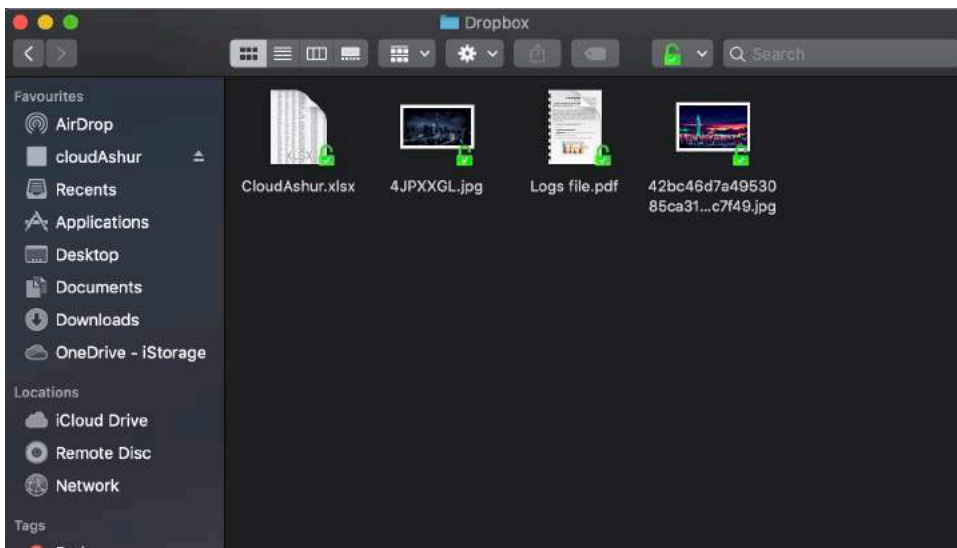 Dropbox
Search
Favourites
AirDrop
cloudAshur
Recents
Applications
Desktop
Documents
Downloads
OneDrive - iStorage
Locations
iCloud Drive
Remote Disc
Network
Tags
XLSX
CloudAshur.xlsx
4JPXXGL.jpg
Logs file.pdf
42bc46d7a49530
85ca31...c7f49.jpg